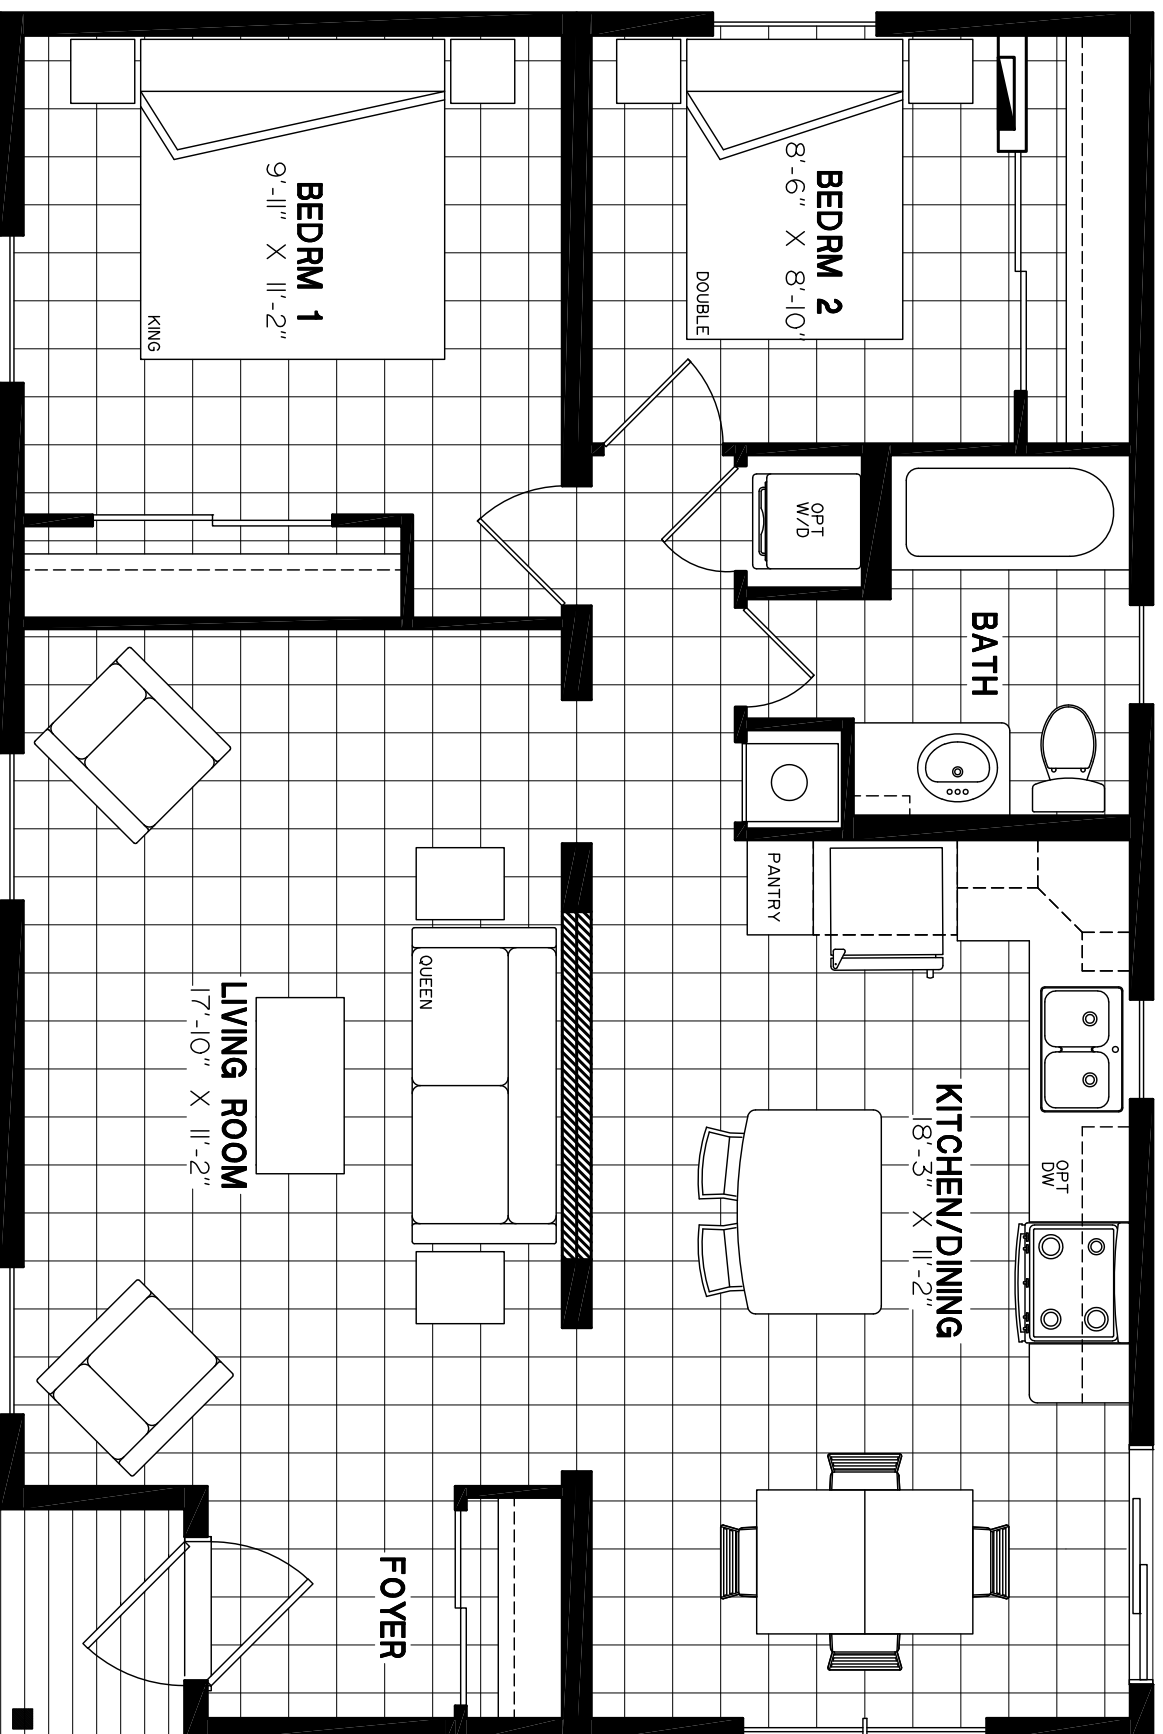 BEDRM 2
8'-6" X 8'-10"
DOUBLE
BEDRM 1
9'-11" X 11'-2"
KING
OPT
W/D
BATH
PANTRY
KITCHEN/DINING
18'-3" X 11'-2"
OPT
DW
QUEEN
LIVING ROOM
17'-10" X 11'-2"
FOYER